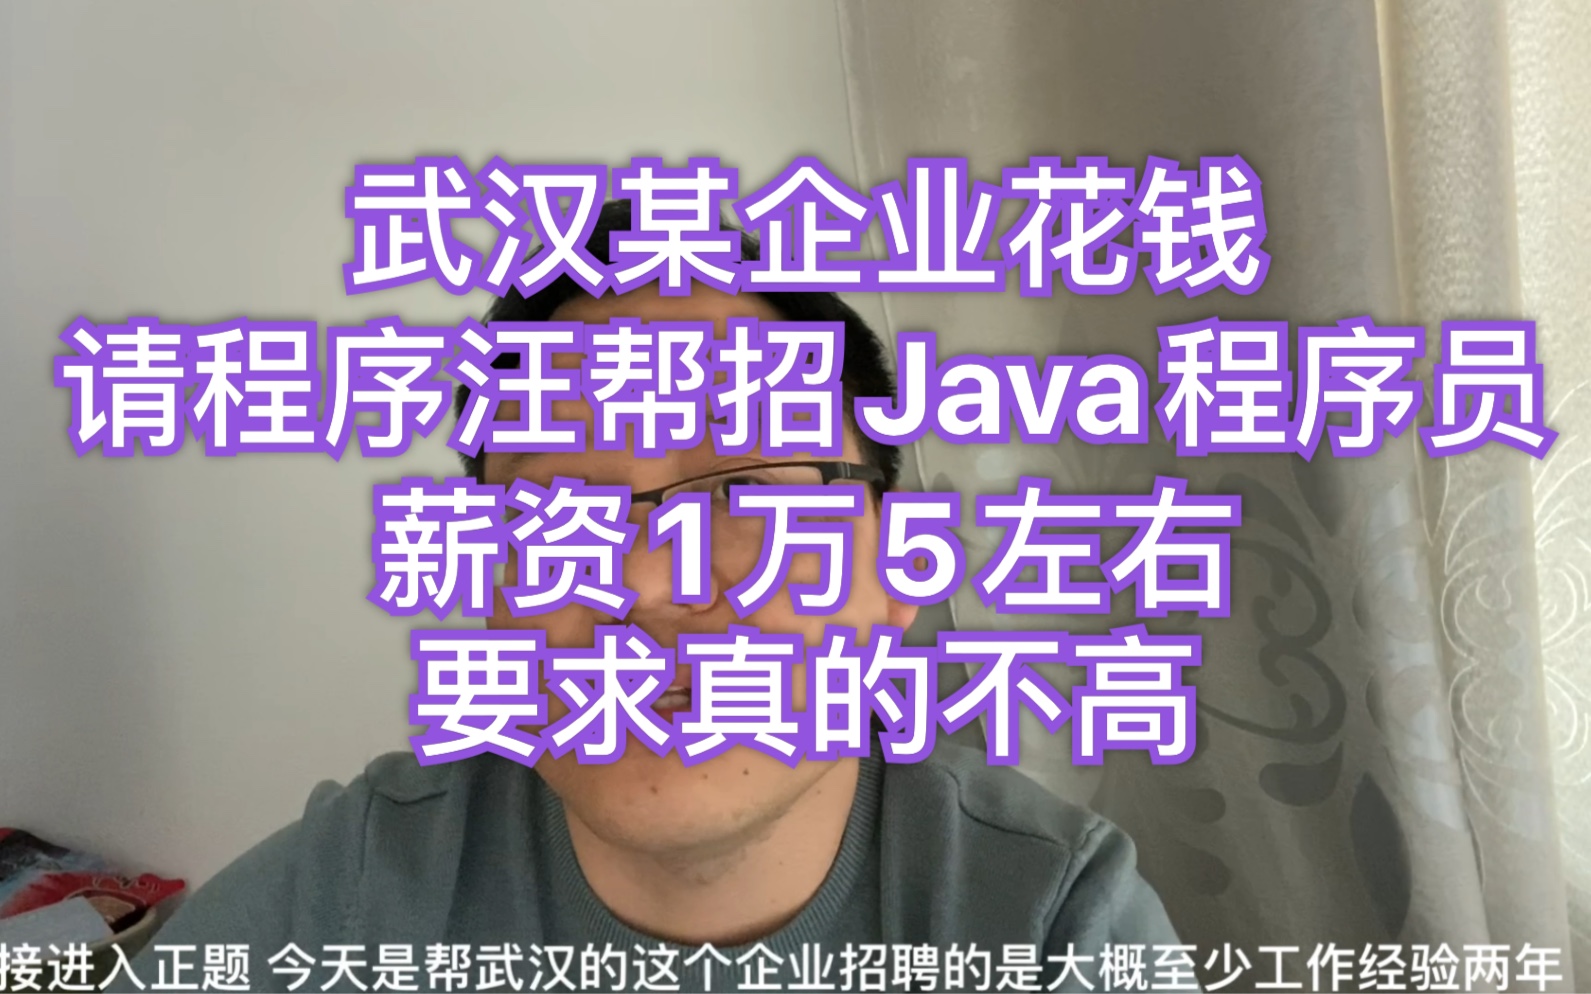 武汉某企业花钱
请程序汪帮招Java程序员
薪资1万5左右
要求真的不高
接进入正题 今天是帮武汉的这个企业招聘的是大概至少工作经验两年